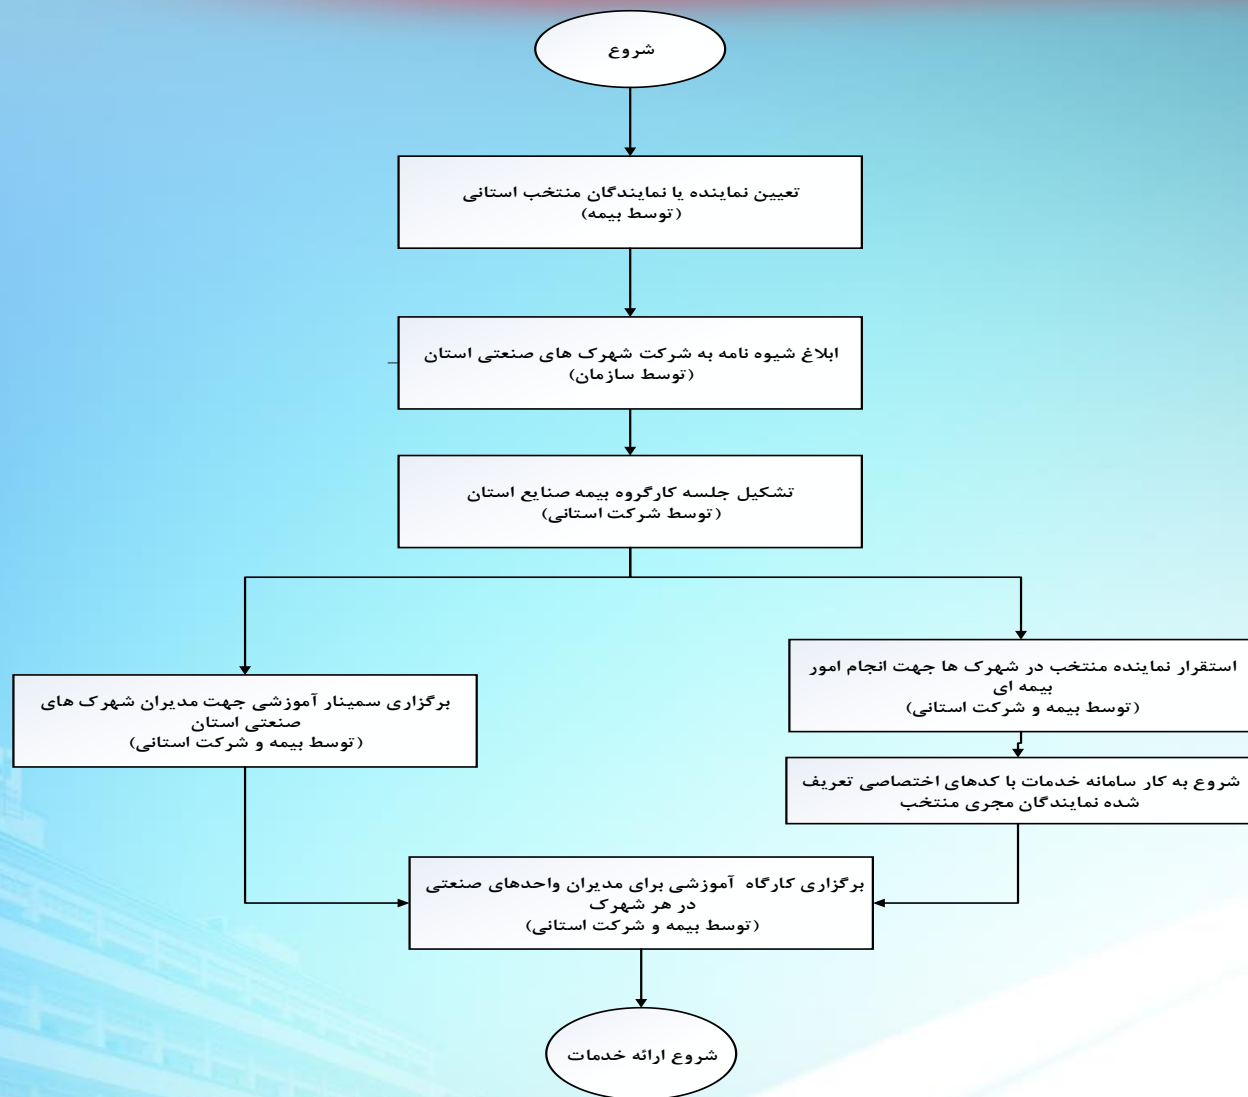 شروع
تعیین نماینده یا نمایندگان منتخب استانی
(توسط بیمه)
ابلاغ شیوه نامه به شرکت شهرک های صنعتی استان
(توسط سازمان)
تشکیل جلسه کارگروه بیمه صنایع استان
(توسط شرکت استانی)
استقرار نماینده منتخب در شهرک ها جهت انجام امور
بیمه ای
(توسط بیمه و شرکت استانی)
شروع به کار سامانه خدمات با کدهای اختصاصی تعریف
شده نمایندگان مجری منتخب
برگزاری سمینار آموزشی جهت مدیران شهرک های
صنعتی استان
(توسط بیمه و شرکت استانی)
برگزاری کارگاه آموزشی برای مدیران واحدهای صنعتی
در هر شهرک
(توسط بیمه و شرکت استانی)
شروع ارائه خدمات